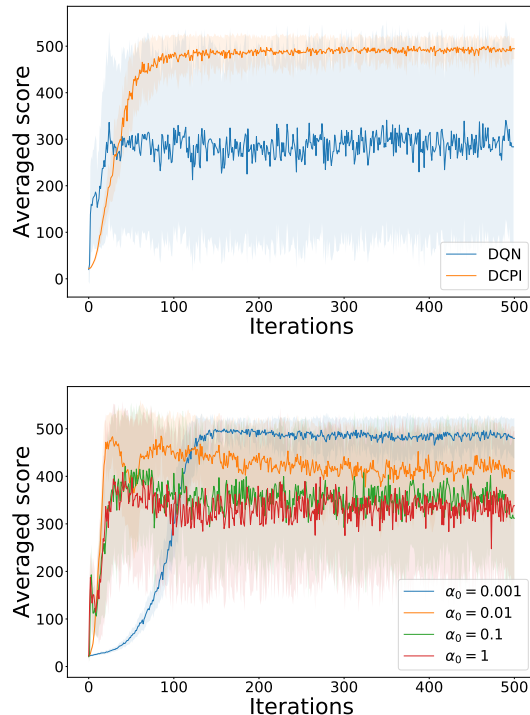 500
400
300
200
100
0
Averaged score
DQN
DCPI
0 100 200 300 400 500
Iterations
500
400
300
200
100
0
Averaged score
α₀ = 0.001
α₀ = 0.01
α₀ = 0.1
α₀ = 1
0 100 200 300 400 500
Iterations